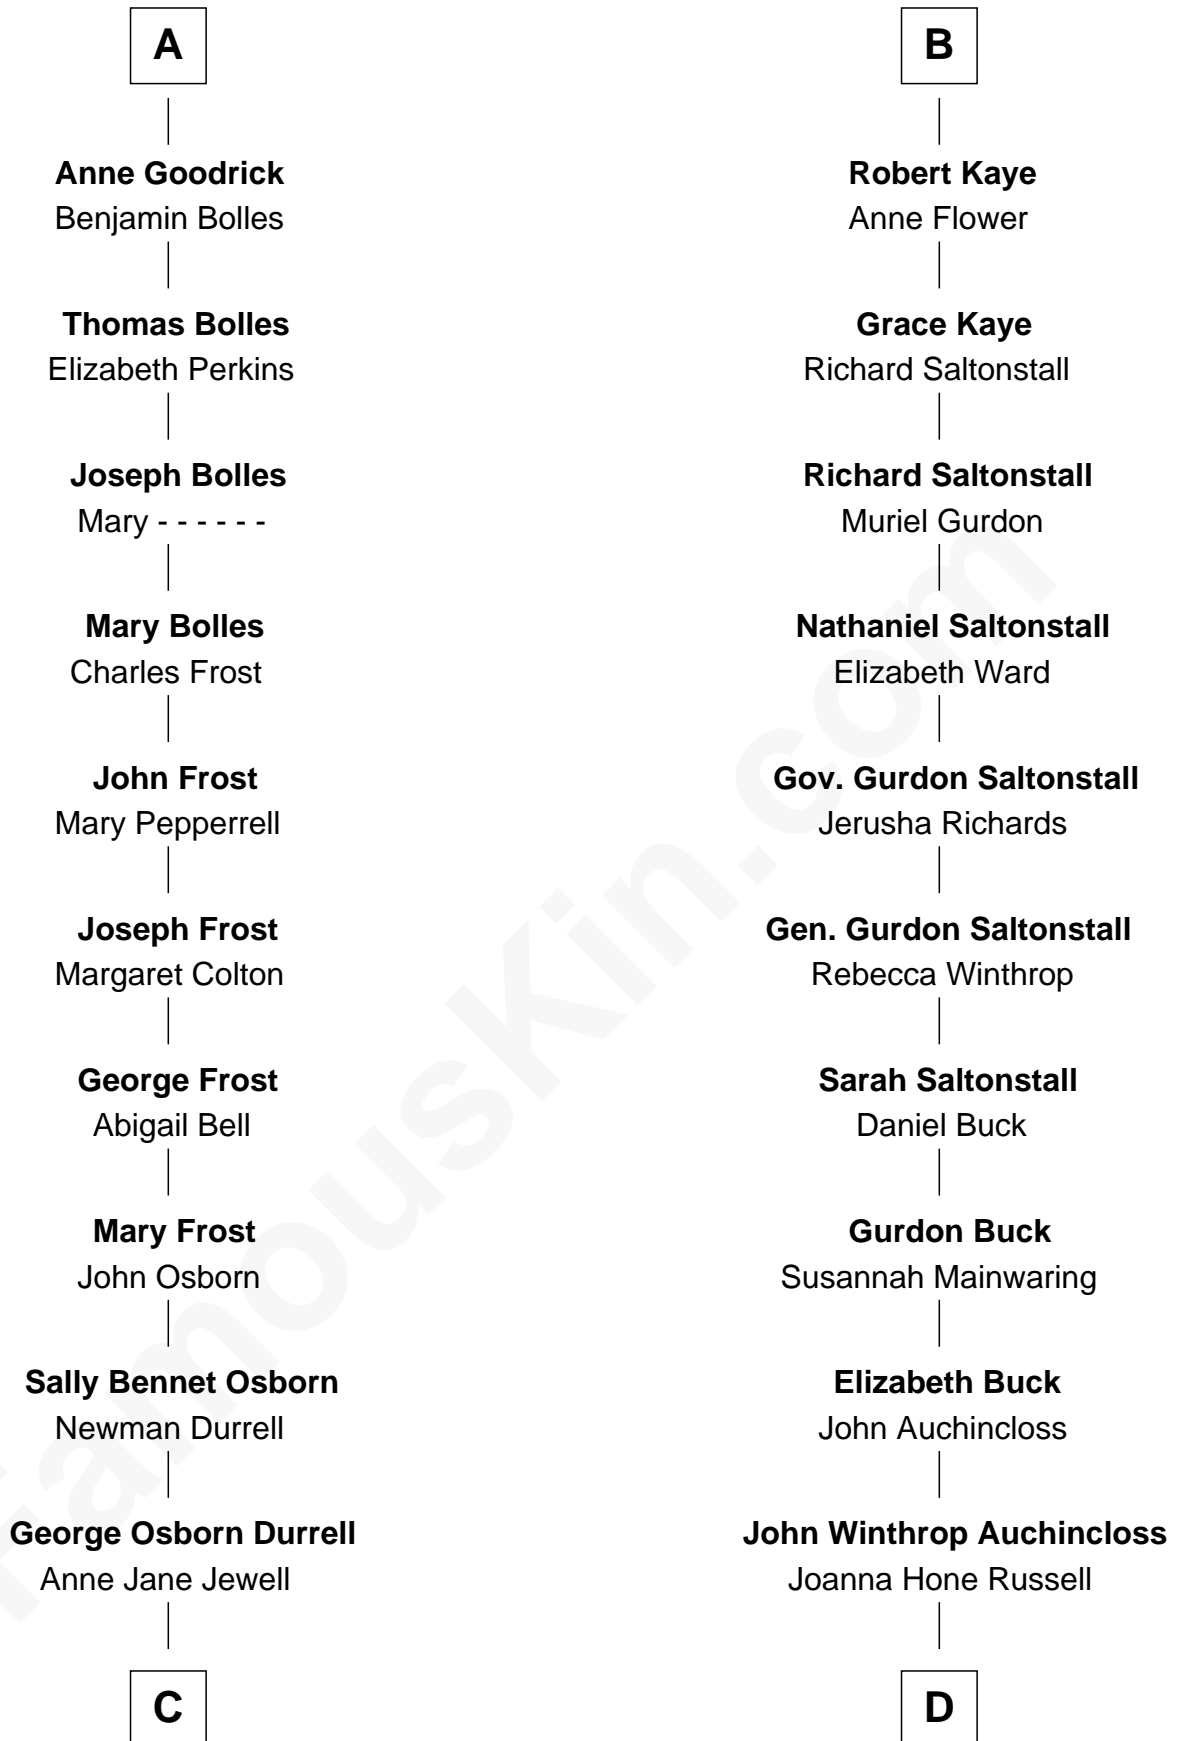 A
Anne Goodrick
Benjamin Bolles
Thomas Bolles
Elizabeth Perkins
Joseph Bolles
Mary - - - - - -
Mary Bolles
Charles Frost
John Frost
Mary Pepperrell
Joseph Frost
Margaret Colton
George Frost
Abigail Bell
Mary Frost
John Osborn
Sally Bennet Osborn
Newman Durrell
George Osborn Durrell
Anne Jane Jewell
C
B
Robert Kaye
Anne Flower
Grace Kaye
Richard Saltonstall
Richard Saltonstall
Muriel Gurdon
Nathaniel Saltonstall
Elizabeth Ward
Gov. Gurdon Saltonstall
Jerusha Richards
Gen. Gurdon Saltonstall
Rebecca Winthrop
Sarah Saltonstall
Daniel Buck
Gurdon Buck
Susannah Mainwaring
Elizabeth Buck
John Auchincloss
John Winthrop Auchincloss
Joanna Hone Russell
D
FamousKin.com